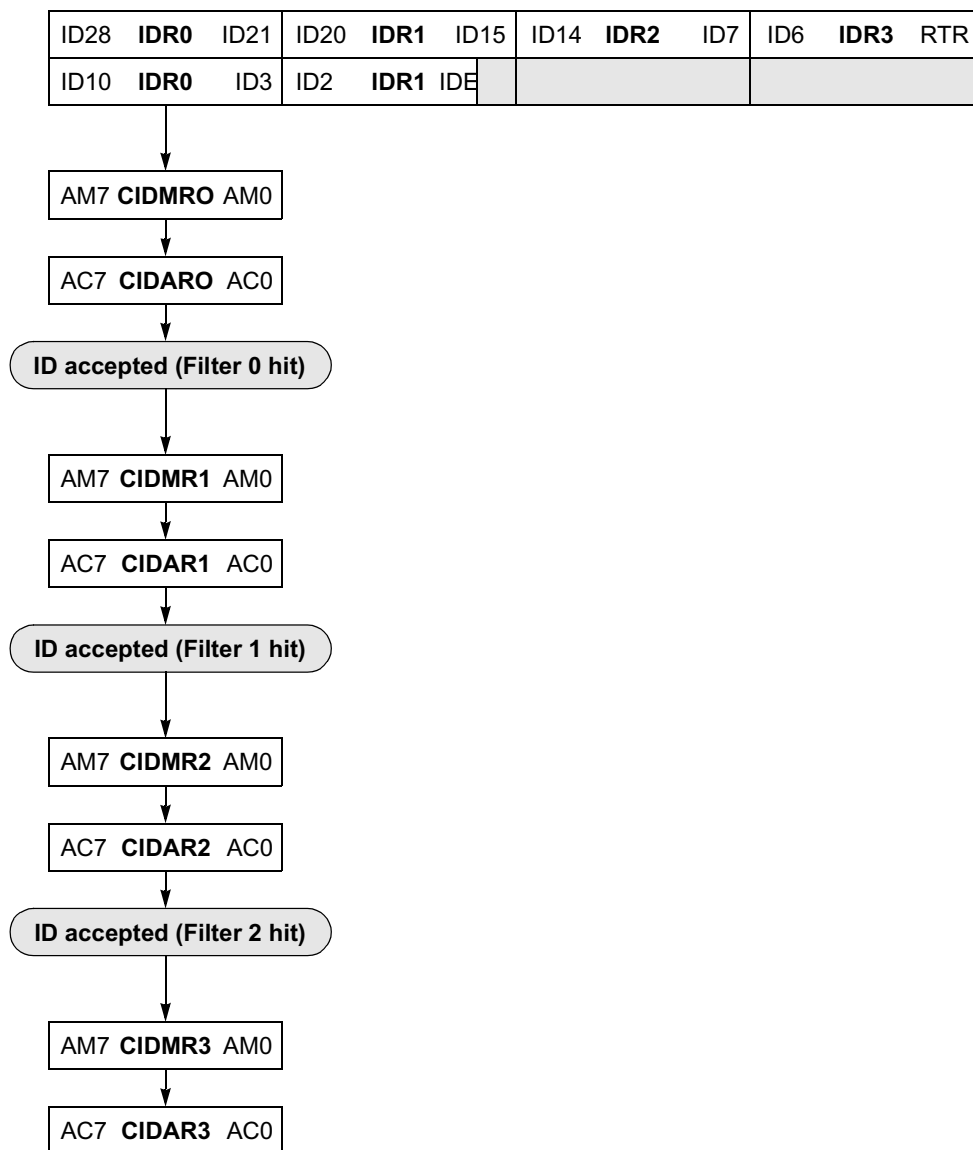 ID28 IDR0 ID21 ID20 IDR1 ID15 ID14 IDR2 ID7 ID6 IDR3 RTR
ID10 IDR0 ID3 ID2 IDR1 IDE
AM7 CIDMRO AM0
AC7 CIDARO AC0
ID accepted (Filter 0 hit)
AM7 CIDMR1 AM0
AC7 CIDAR1 AC0
ID accepted (Filter 1 hit)
AM7 CIDMR2 AM0
AC7 CIDAR2 AC0
ID accepted (Filter 2 hit)
AM7 CIDMR3 AM0
AC7 CIDAR3 AC0